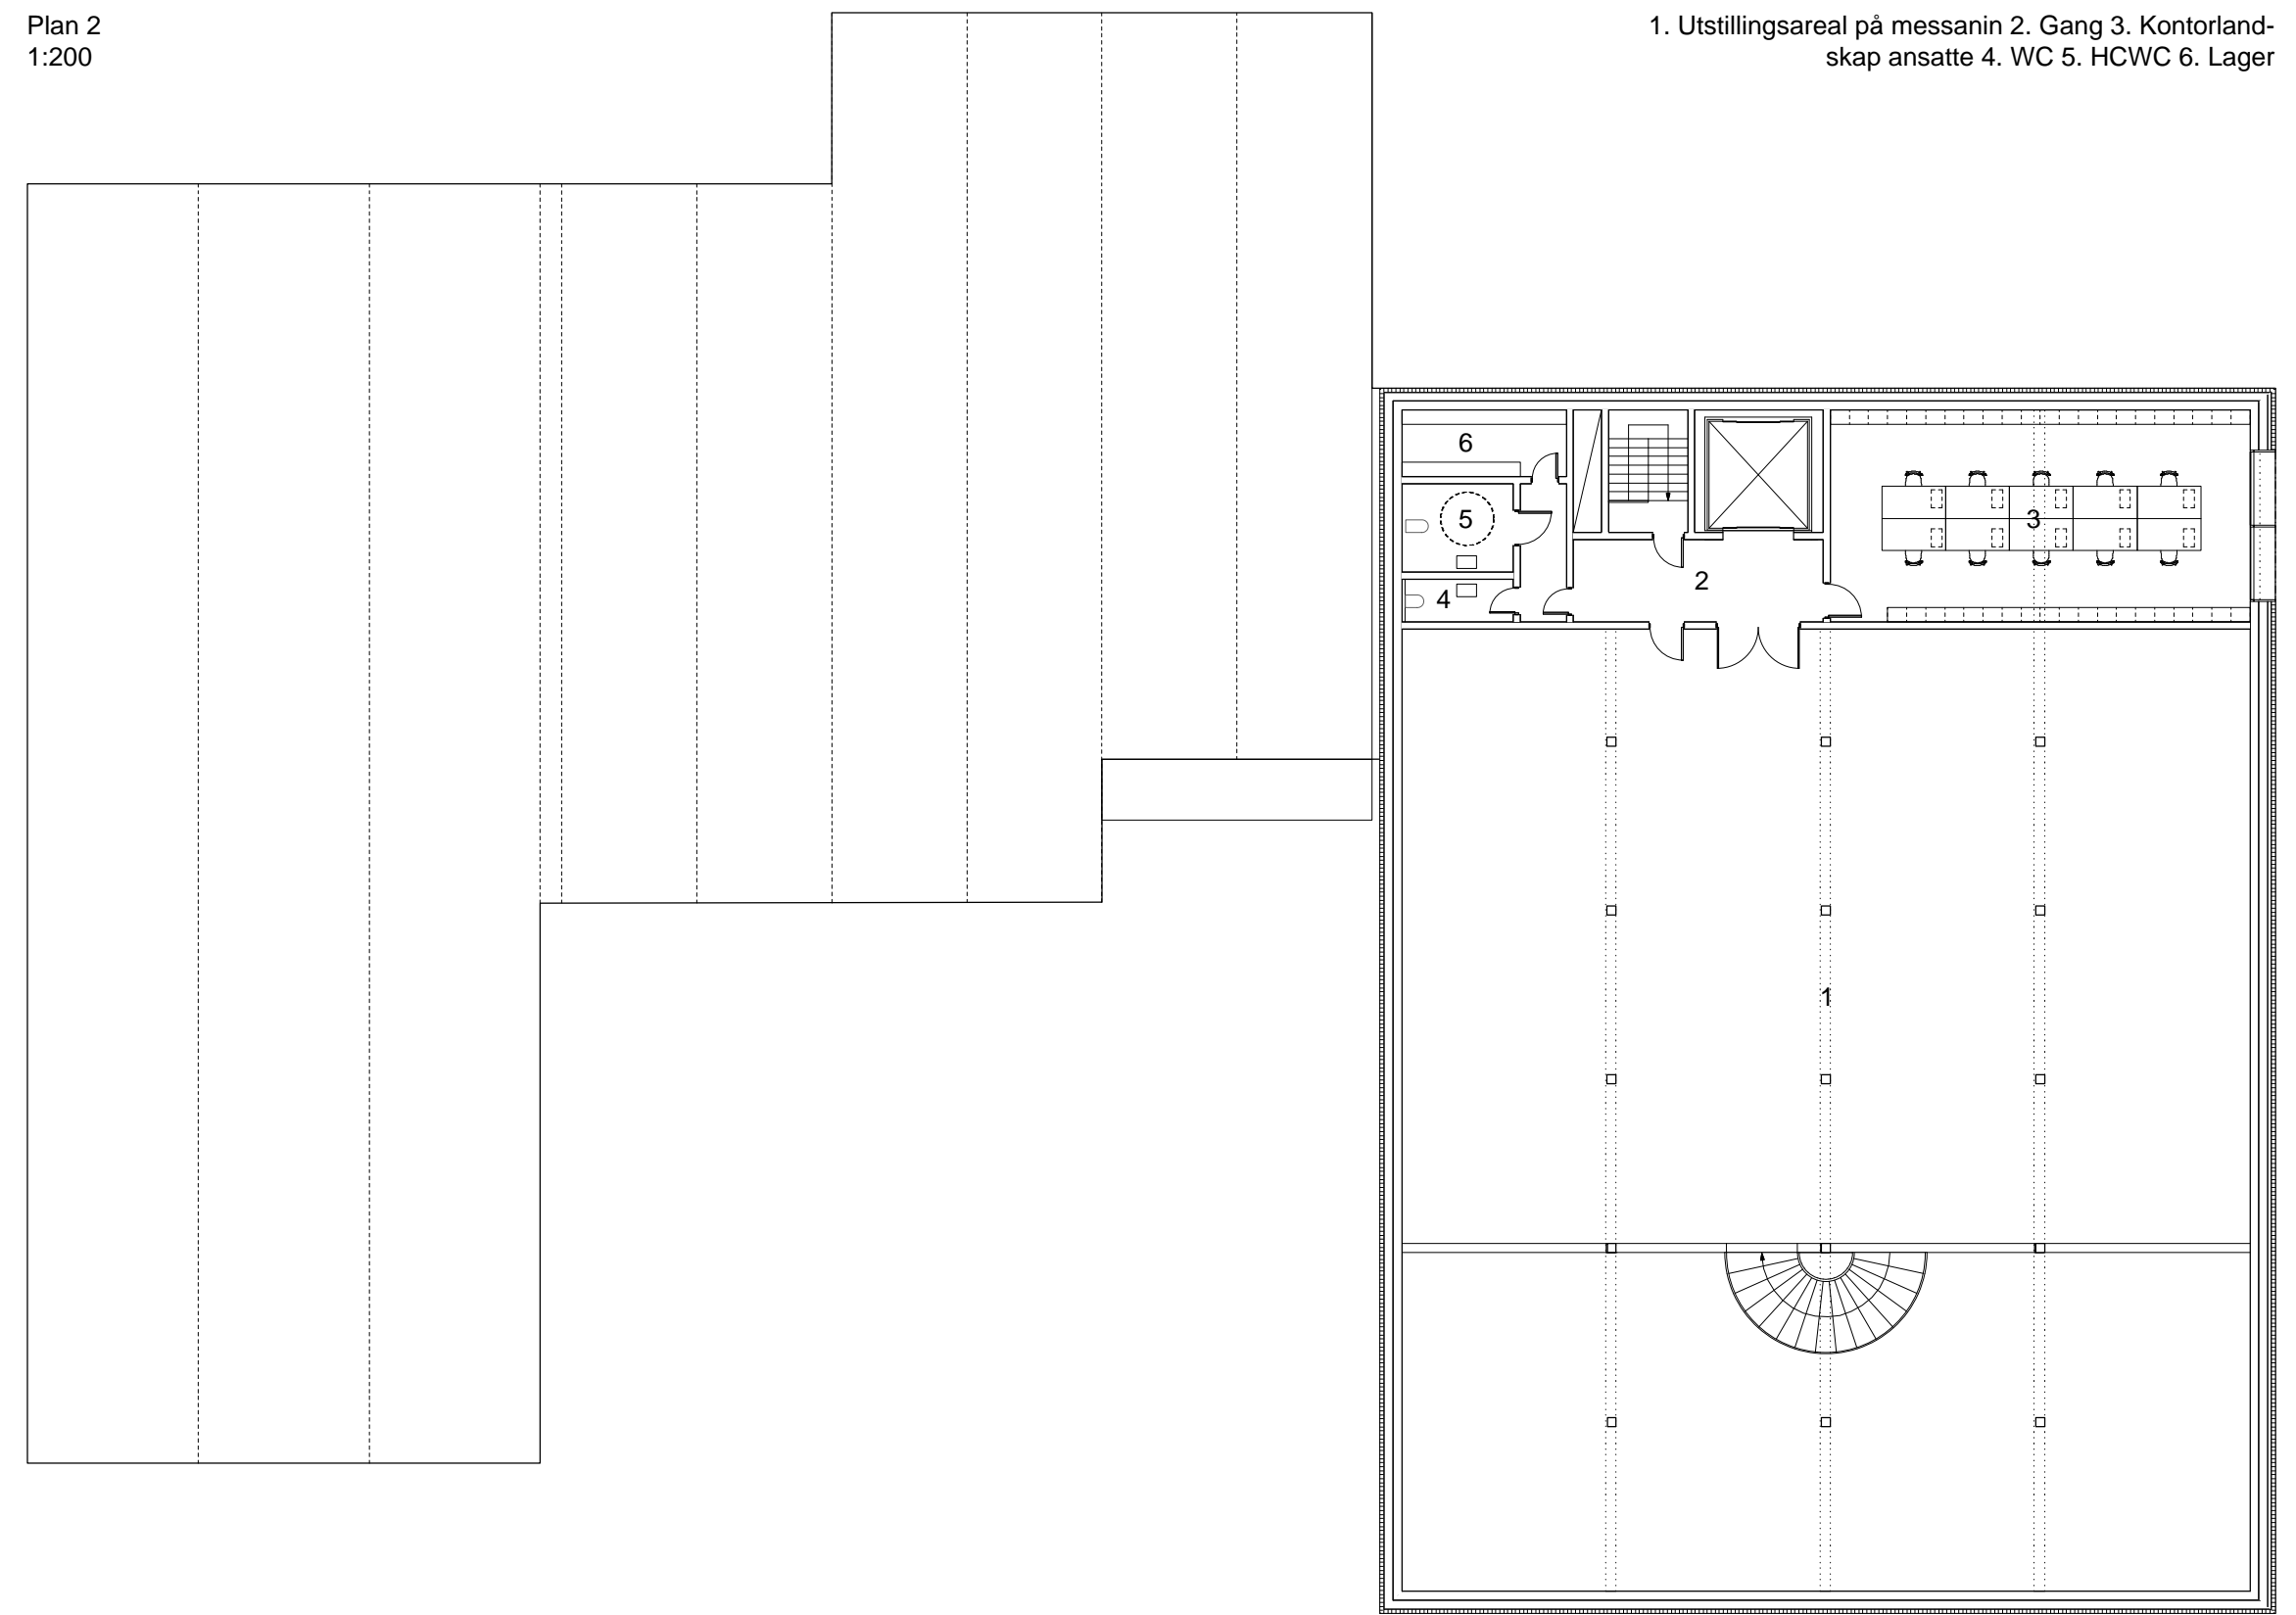 Plan 2
1:200
1. Utstillingsareal på messanin 2. Gang 3. Kontorland-
skap ansatte 4. WC 5. HCWC 6. Lager
6
5
3
2
4
1